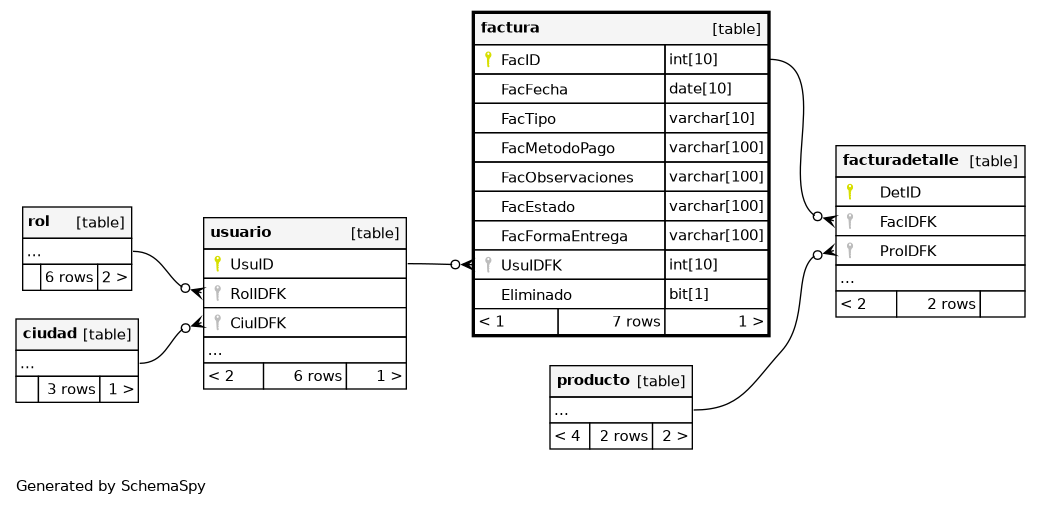 factura [table]
FacID int[10]
FacFecha date[10]
FacTipo varchar[10]
FacMetodoPago varchar[100]
FacObservaciones varchar[100]
FacEstado varchar[100]
FacFormaEntrega varchar[100]
UsuIDFK int[10]
Eliminado bit[1]
< 1 7 rows 1 >
facturadetalle [table]
DetID
FacIDFK
ProIDFK
...
< 2 2 rows
rol [table]
...
6 rows 2 >
usuario [table]
UsuID
RolIDFK
CiuIDFK
...
< 2 6 rows 1 >
ciudad [table]
...
3 rows 1 >
producto [table]
...
< 4 2 rows 2 >
Generated by SchemaSpy